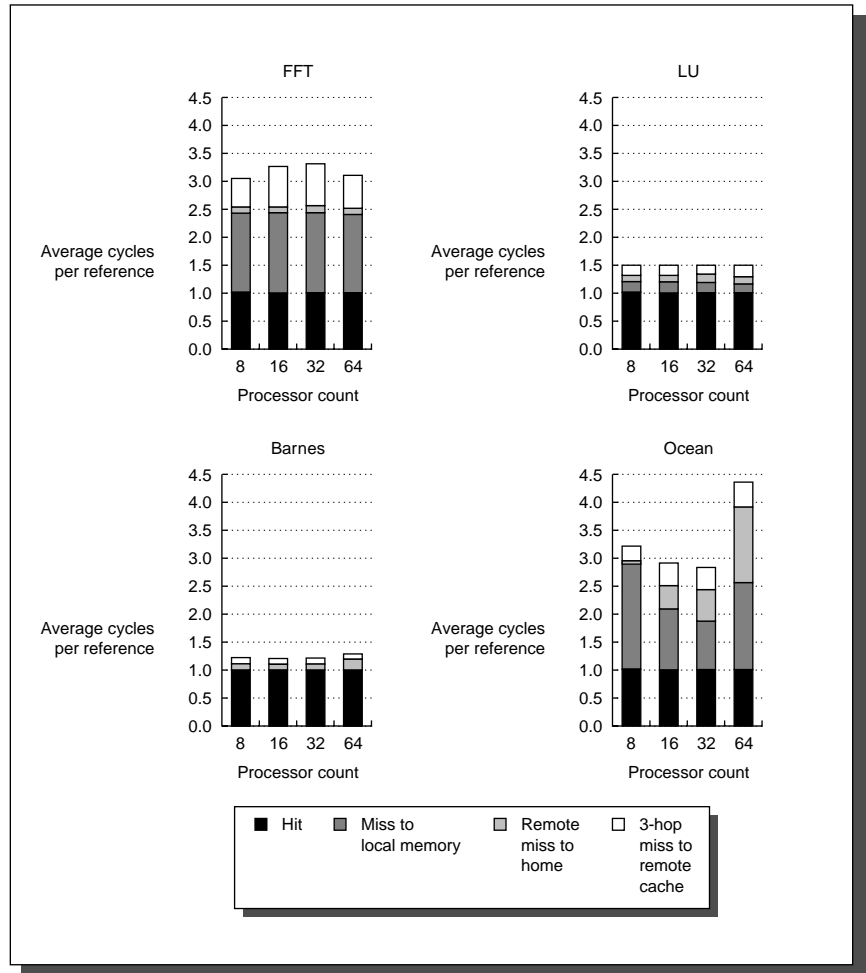 FFT
4.5
4.0
3.5
3.0
2.5
2.0
1.5
1.0
0.5
0.0
Average cycles
per reference
8 16 32 64
Processor count
LU
4.5
4.0
3.5
3.0
2.5
2.0
1.5
1.0
0.5
0.0
Average cycles
per reference
8 16 32 64
Processor count
Barnes
4.5
4.0
3.5
3.0
2.5
2.0
1.5
1.0
0.5
0.0
Average cycles
per reference
8 16 32 64
Processor count
Ocean
4.5
4.0
3.5
3.0
2.5
2.0
1.5
1.0
0.5
0.0
Average cycles
per reference
8 16 32 64
Processor count
Hit
Miss to
local memory
Remote
miss to
home
3-hop
miss to
remote
cache